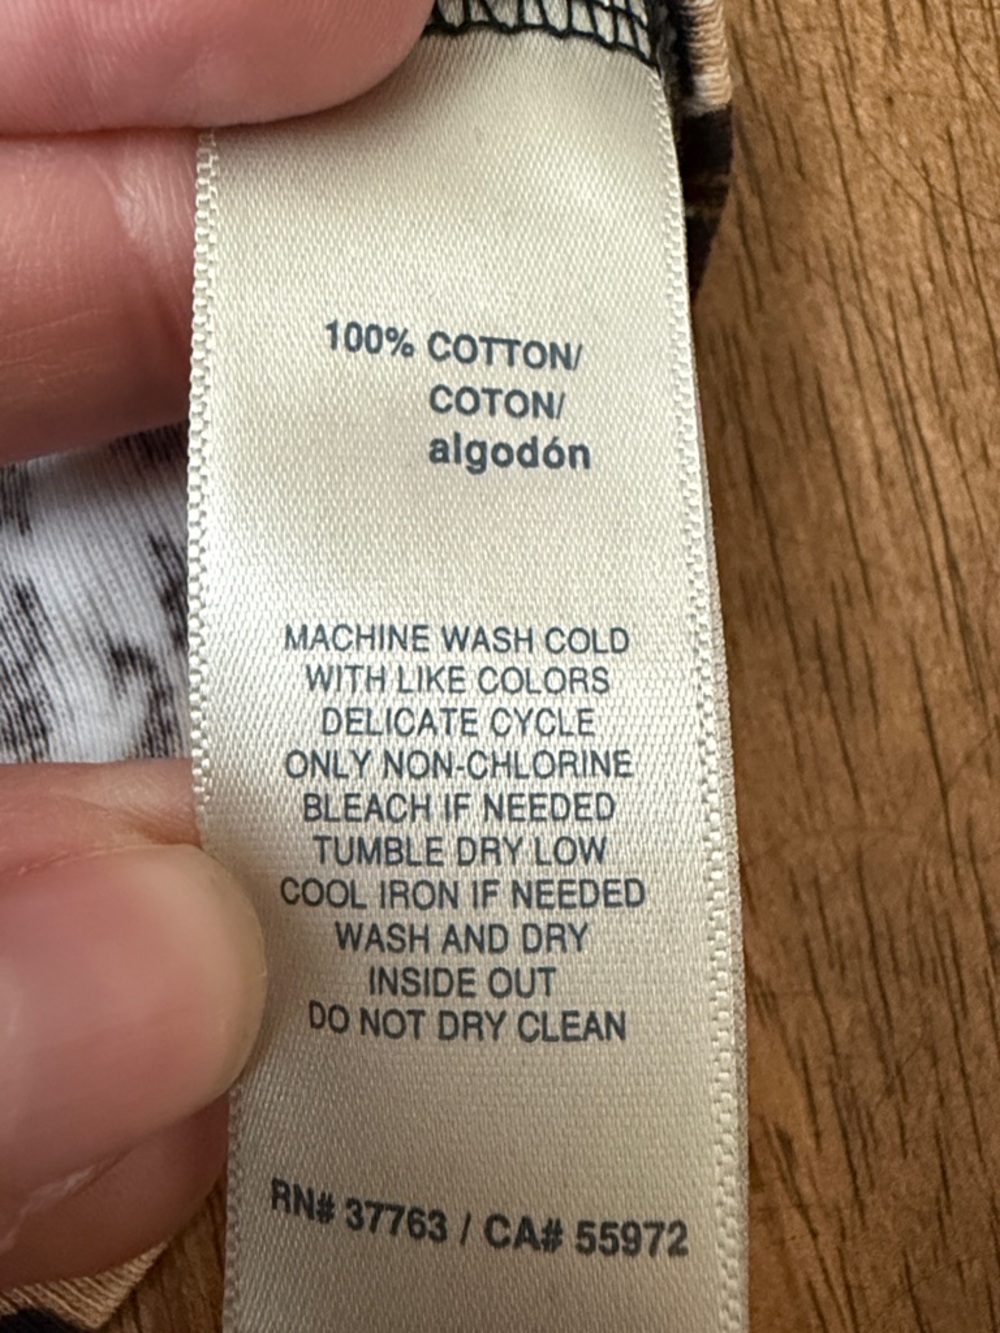 100% COTTON/
COTON/
algodón
MACHINE WASH COLD
WITH LIKE COLORS
DELICATE CYCLE
ONLY NON-CHLORINE
BLEACH IF NEEDED
TUMBLE DRY LOW
COOL IRON IF NEEDED
WASH AND DRY
INSIDE OUT
DO NOT DRY CLEAN
RN# 37763 / CA# 55972